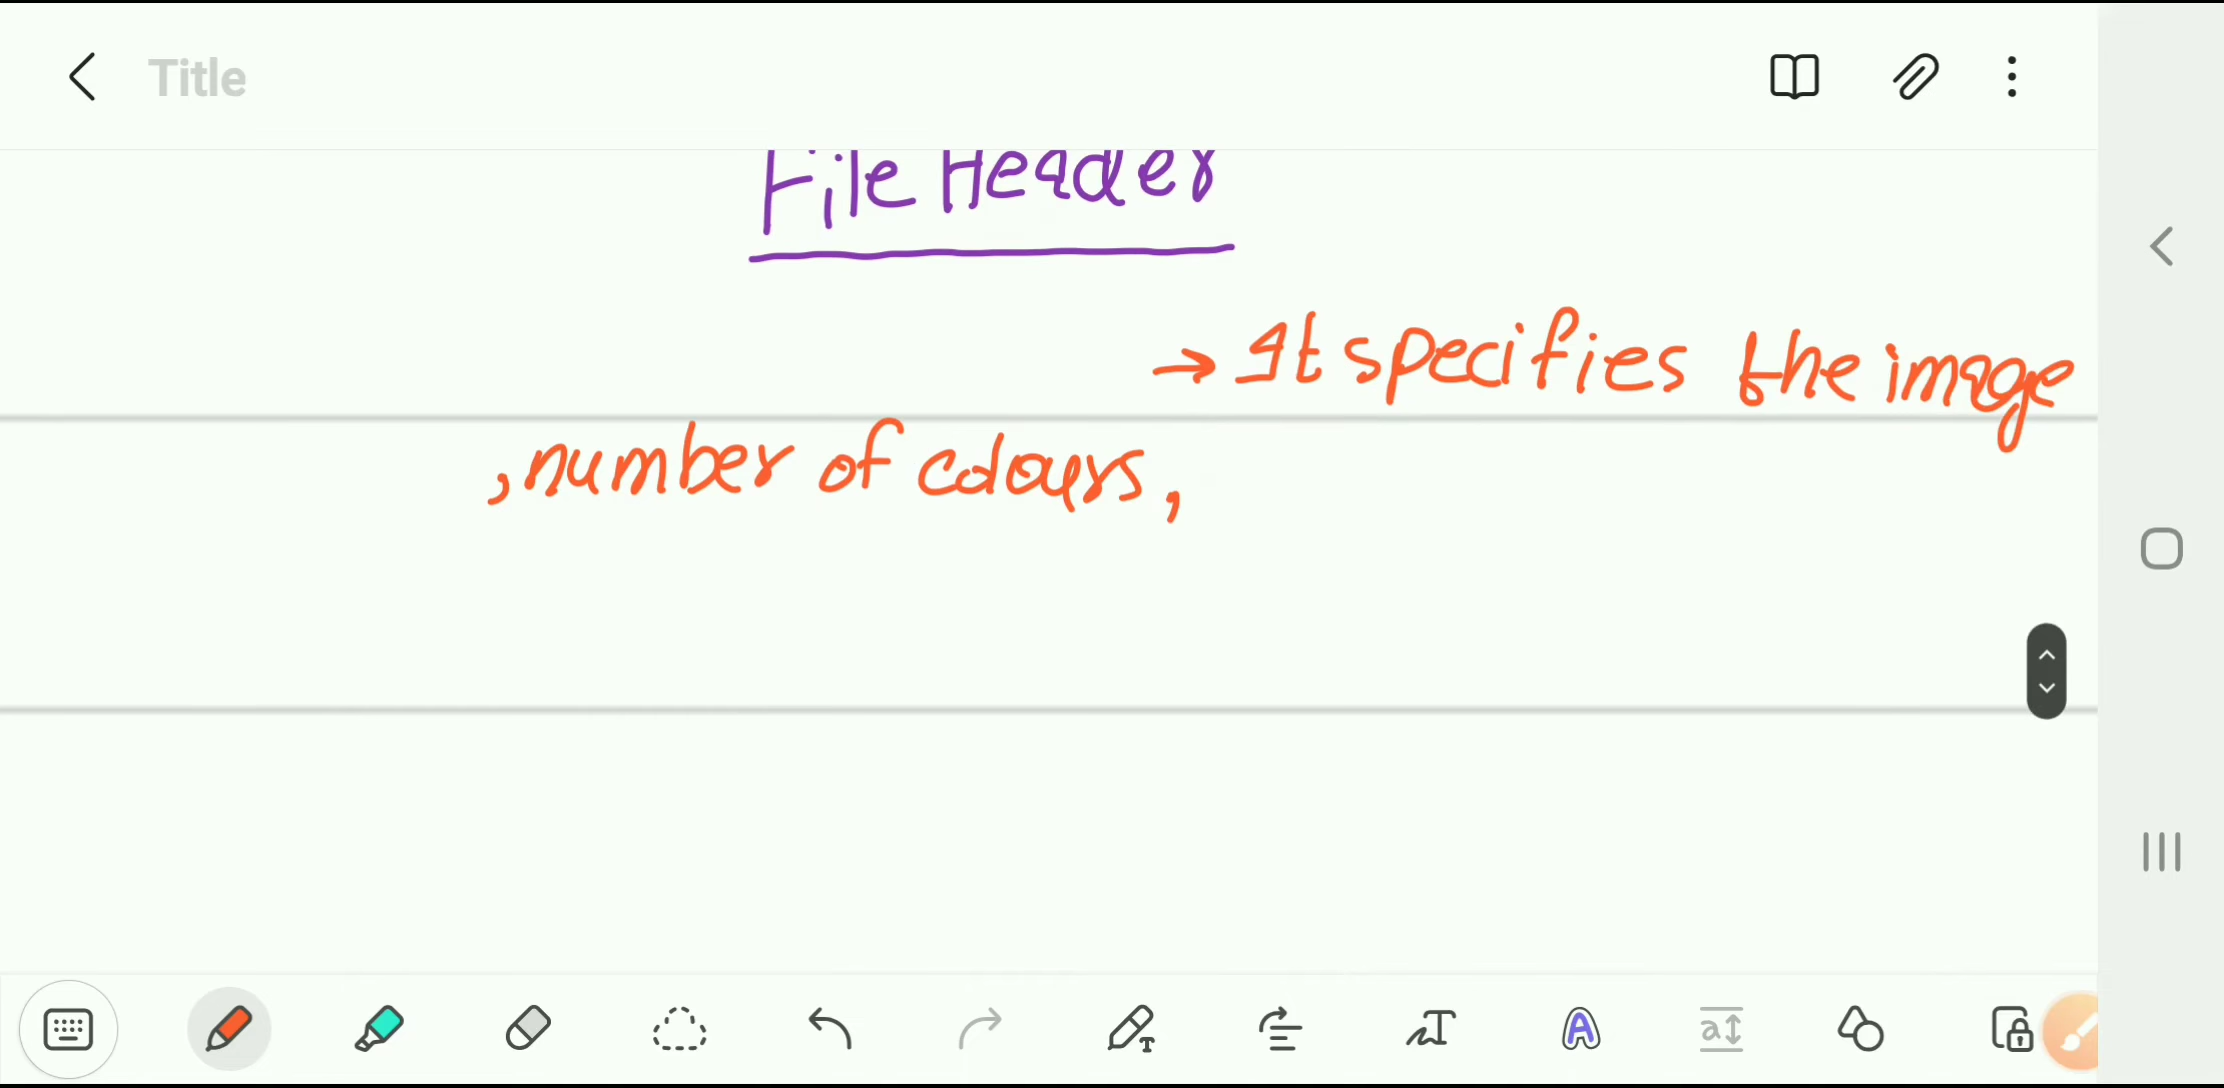 Title
File Header
→ It specifies the image
, number of colours,